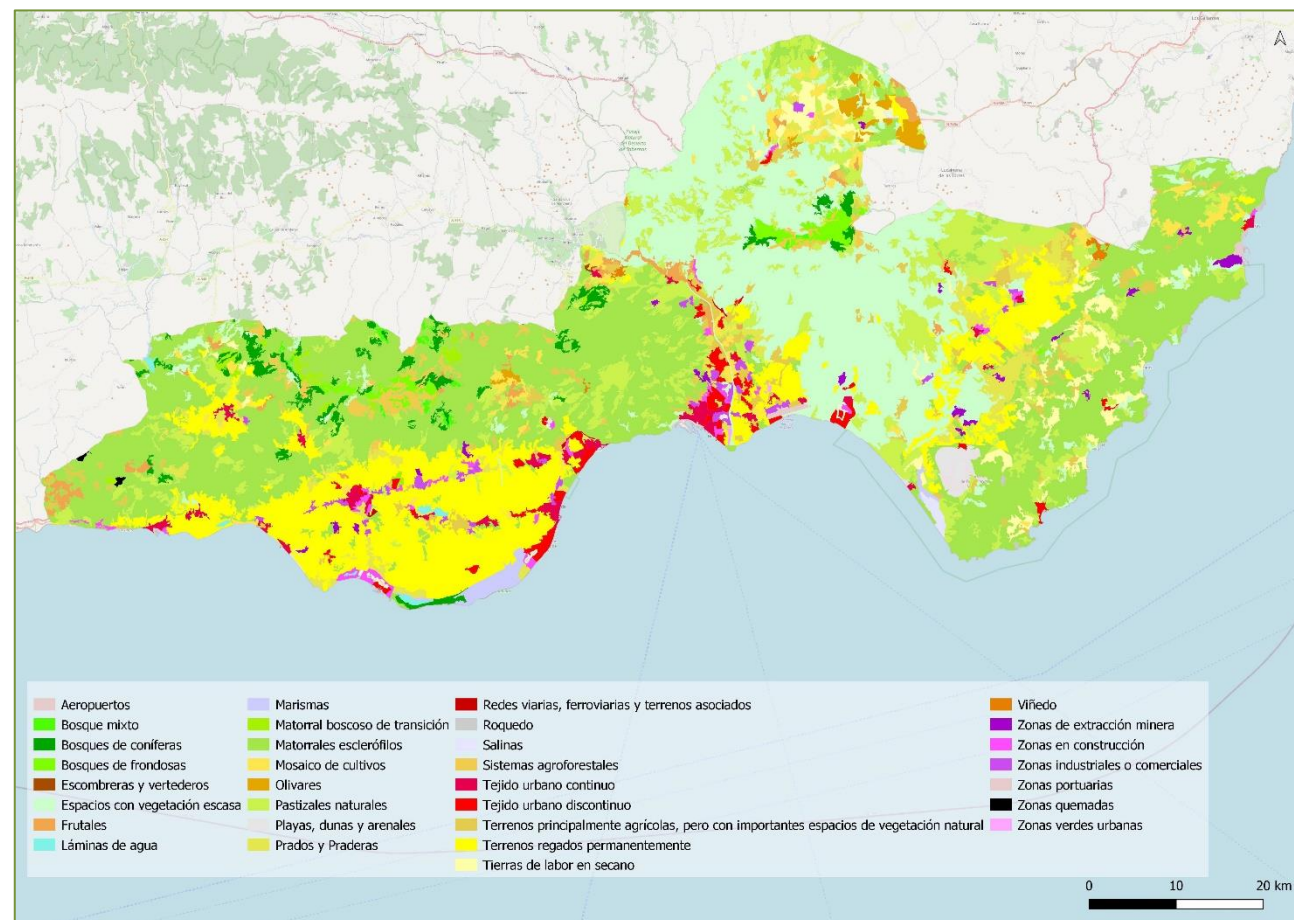 Aeropuertos
Bosque mixto
Bosques de coníferas
Bosques de frondosas
Escombreras y vertederos
Espacios con vegetación escasa
Frutales
Láminas de agua
Marismas
Matorral boscoso de transición
Matorrales esclerófilos
Mosaico de cultivos
Olivares
Pastizales naturales
Playas, dunas y arenales
Prados y Praderas
Redes viarias, ferroviarias y terrenos asociados
Roquedo
Salinas
Sistemas agroforestales
Tejido urbano continuo
Tejido urbano discontinuo
Terrenos principalmente agrícolas, pero con importantes espacios de vegetación natural
Terrenos regados permanentemente
Tierras de labor en secano
Viñedo
Zonas de extracción minera
Zonas en construcción
Zonas industriales o comerciales
Zonas portuarias
Zonas quemadas
Zonas verdes urbanas
0 10 20 km